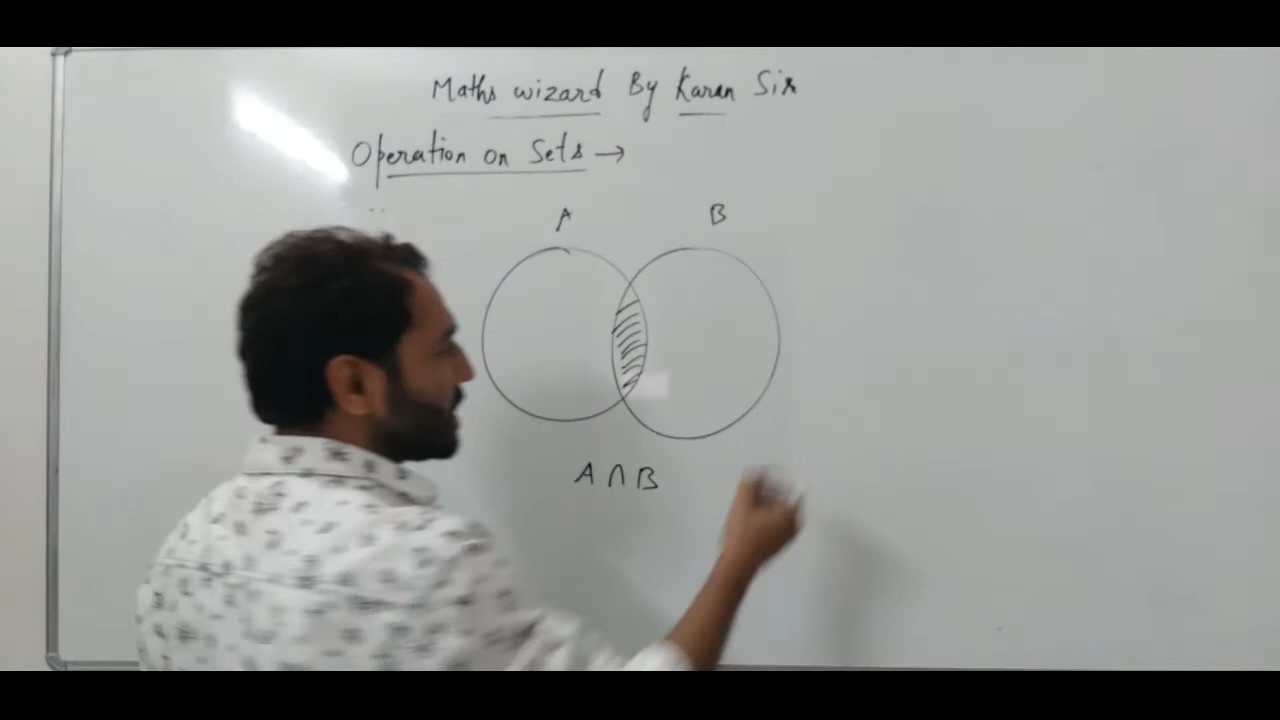 Maths wizard By Karan Sir
Operation on Sets →
A B
A ∩ B